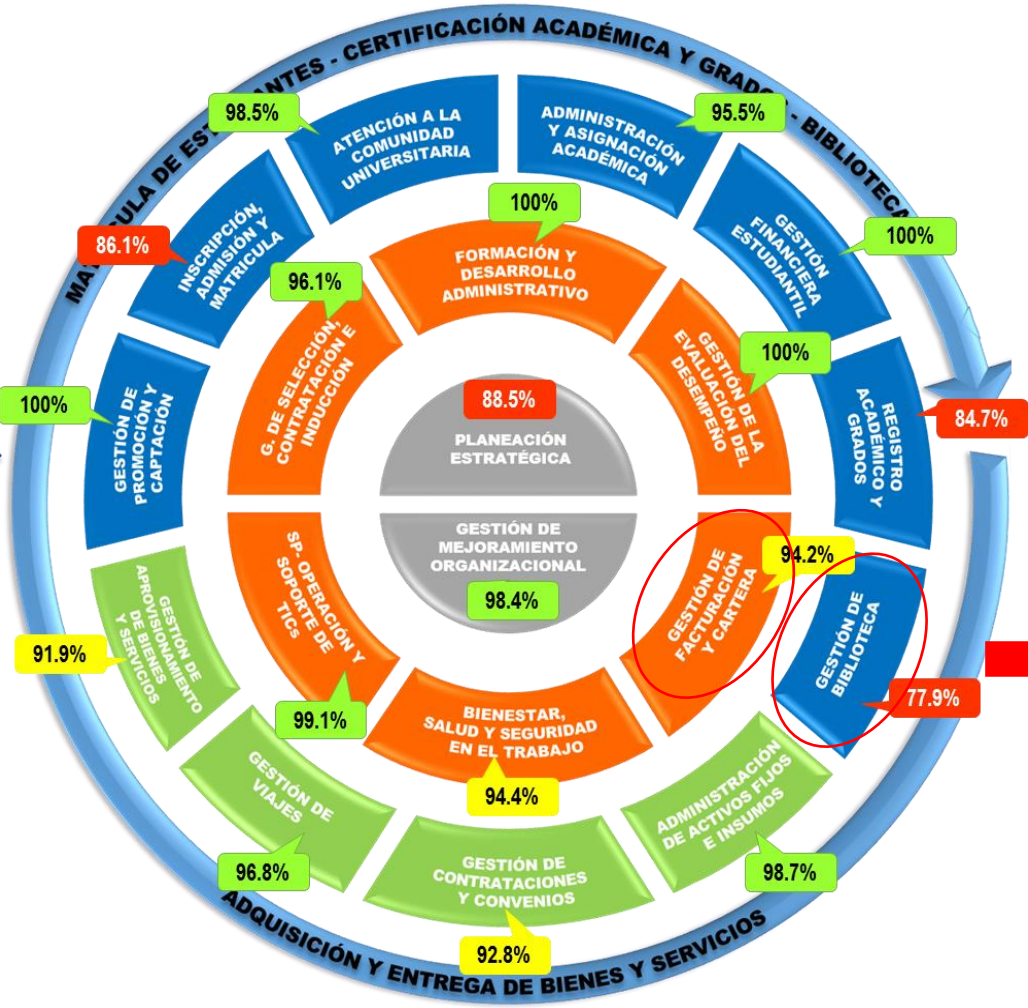 MA
ULA DE EST
NTES - CERTIFICACIÓN ACADÉMICA Y GRADOS - BIBLIOTECA
98.5%
ATENCIÓN A LA
COMUNIDAD
UNIVERSITARIA
95.5%
ADMINISTRACIÓN
Y ASIGNACIÓN
ACADÉMICA
86.1%
INSCRIPCIÓN,
ADMISIÓN Y
MATRICULA
100%
GESTIÓN
FINANCIERA
ESTUDIANTIL
100%
GESTIÓN DE
PROMOCIÓN Y
CAPTACIÓN
84.7%
REGISTRO
ACADÉMICO Y
GRADOS
96.1%
G. DE SELECCIÓN,
CONTRATACIÓN E
INDUCCIÓN
100%
FORMACIÓN Y
DESARROLLO
ADMINISTRATIVO
100%
GESTIÓN DE LA
EVALUACIÓN DEL
DESEMPEÑO
88.5%
PLANEACIÓN
ESTRATÉGICA
GESTIÓN DE
MEJORAMIENTO
ORGANIZACIONAL
98.4%
SP- OPERACIÓN Y
SOPORTE DE
TICs
99.1%
BIENESTAR,
SALUD Y SEGURIDAD
EN EL TRABAJO
94.4%
GESTIÓN DE
FACTURACIÓN
Y CARTERA
94.2%
GESTIÓN DE
BIBLIOTECA
77.9%
GESTIÓN DE
APROVISIONAMIENTO
DE BIENES
Y SERVICIOS
91.9%
GESTIÓN DE
VIAJES
96.8%
GESTIÓN DE
CONTRATACIONES
Y CONVENIOS
92.8%
ADMINISTRACIÓN
DE ACTIVOS FIJOS
E INSUMOS
98.7%
ADQUISICIÓN Y ENTREGA DE BIENES Y SERVICIOS